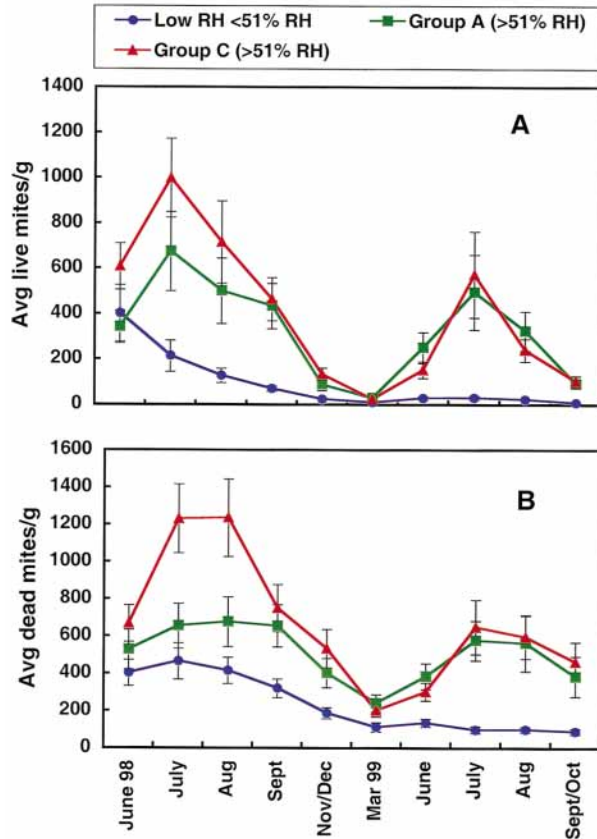 Low RH <51% RH Group A (>51% RH)
Group C (>51% RH)
A
Avg live mites/g
1400
1200
1000
800
600
400
200
0
B
Avg dead mites/g
1600
1400
1200
1000
800
600
400
200
0
June 98 July Aug Sept Nov/Dec Mar 99 June July Aug Sept/Oct